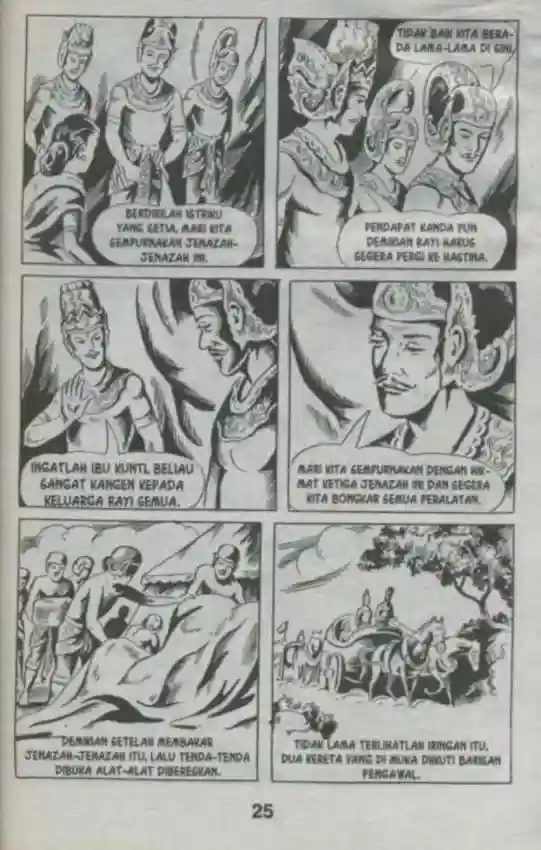 BERDIRILAH ISTRIKU
YANG SETIA, MARI KITA
SEMPURNAKAN JENAZAH-
JENAZAH INI.
TIDAK BAIK KITA BERA-
DA LAMA-LAMA DI SINI.
PENDAPAT KANDA PUN
DEMIKIAN RAYI HARUS
SEGERA PERGI KE HASTINA.
INGATLAH IBU KUNTI, BELIAU
SANGAT KANGEN KEPADA
KELUARGA RAYI SEMUA.
MARI KITA SEMPURNAKAN DENGAN HIK-
MAT KETIGA JENAZAH INI DAN SEGERA
KITA BONGKAR SEMUA PERALATAN.
DEMIKIAN SETELAH MEMBAKAR
JENAZAH-JENAZAH ITU, LALU TENDA-TENDA
DIBUKA ALAT-ALAT DIBERESKAN.
TIDAK LAMA TERLIHATLAH IRINGAN ITU,
DUA KERETA YANG DI MUKA DIIKUTI BARISAN
PENGAWAL.
25